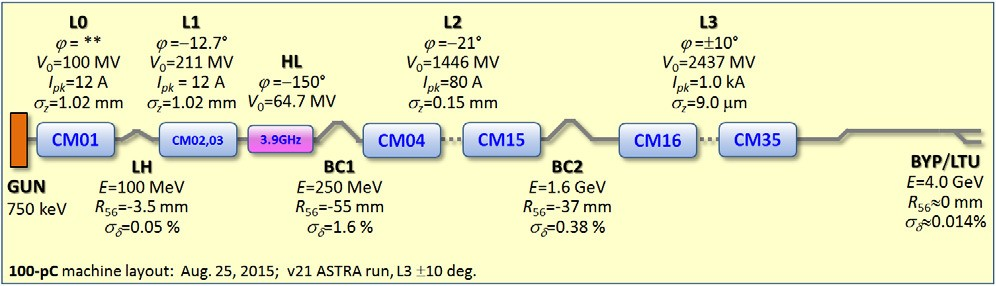 L0
φ = **
V0=100 MV
Ipk=12 A
σz=1.02 mm
L1
φ=−12.7°
V0=211 MV
Ipk = 12 A
σz=1.02 mm
HL
φ=−150°
V0=64.7 MV
L2
φ=−21°
V0=1446 MV
Ipk=80 A
σz=0.15 mm
L3
φ=±10°
V0=2437 MV
Ipk=1.0 kA
σz=9.0 μm
CM01
CM02,03
3.9GHz
CM04
CM15
CM16
CM35
GUN
750 keV
LH
E=100 MeV
R56=-3.5 mm
σδ=0.05 %
BC1
E=250 MeV
R56=-55 mm
σδ=1.6 %
BC2
E=1.6 GeV
R56=-37 mm
σδ=0.38 %
BYP/LTU
E=4.0 GeV
R56≈0 mm
σδ≈0.014%
100-pC machine layout: Aug. 25, 2015; v21 ASTRA run, L3 ±10 deg.